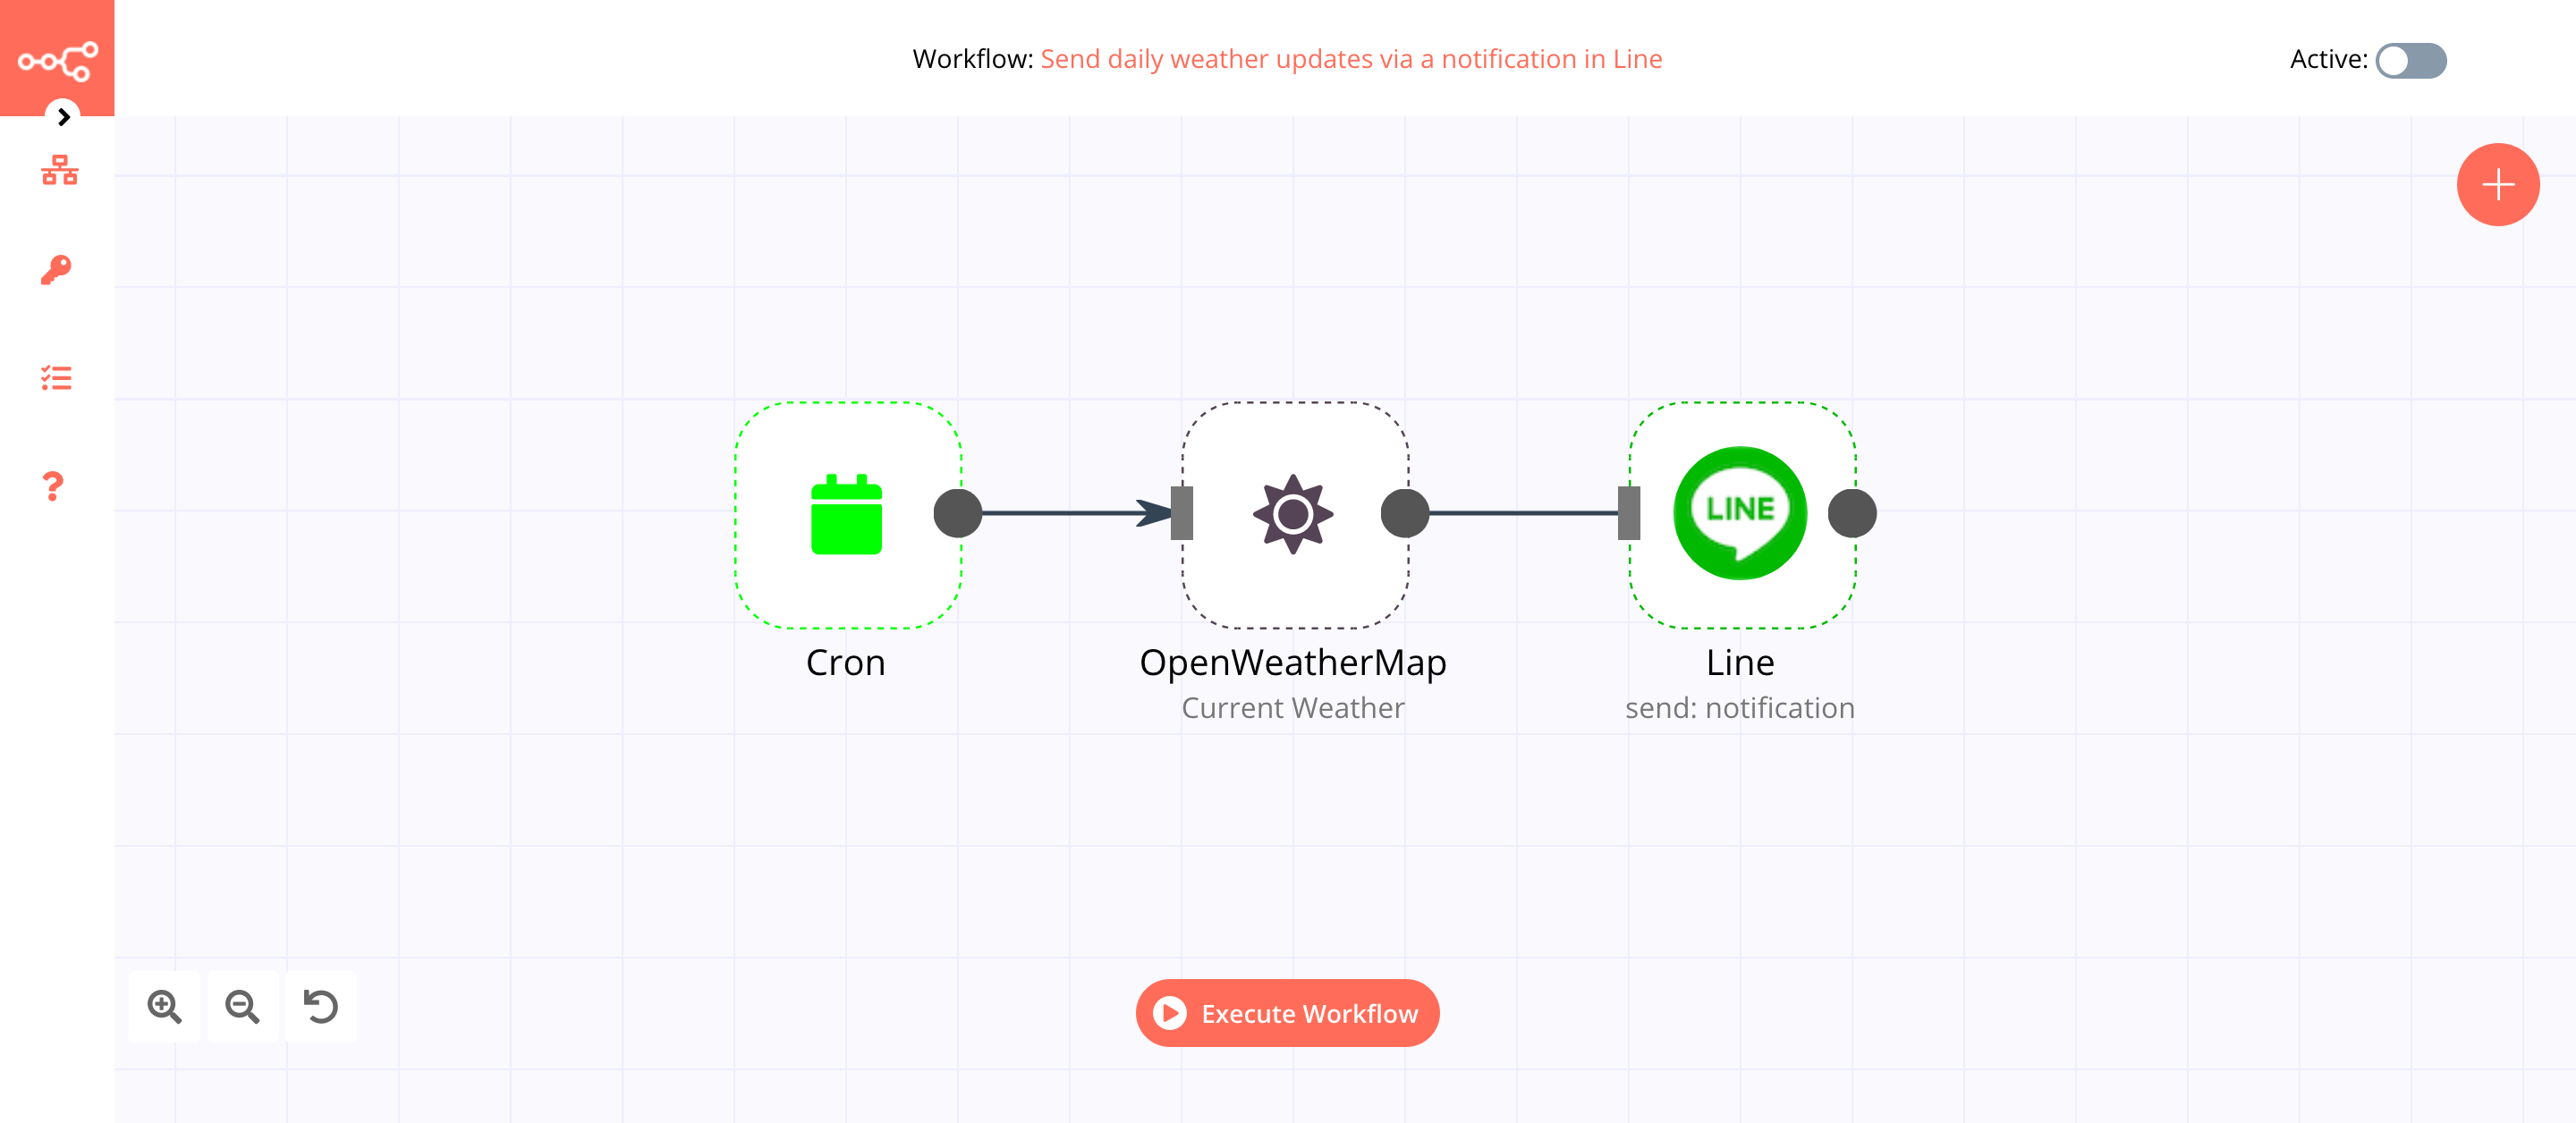 Workflow: Send daily weather updates via a notification in Line
Active:
LINE
Cron
OpenWeatherMap
Line
Current Weather
send: notification
Execute Workflow